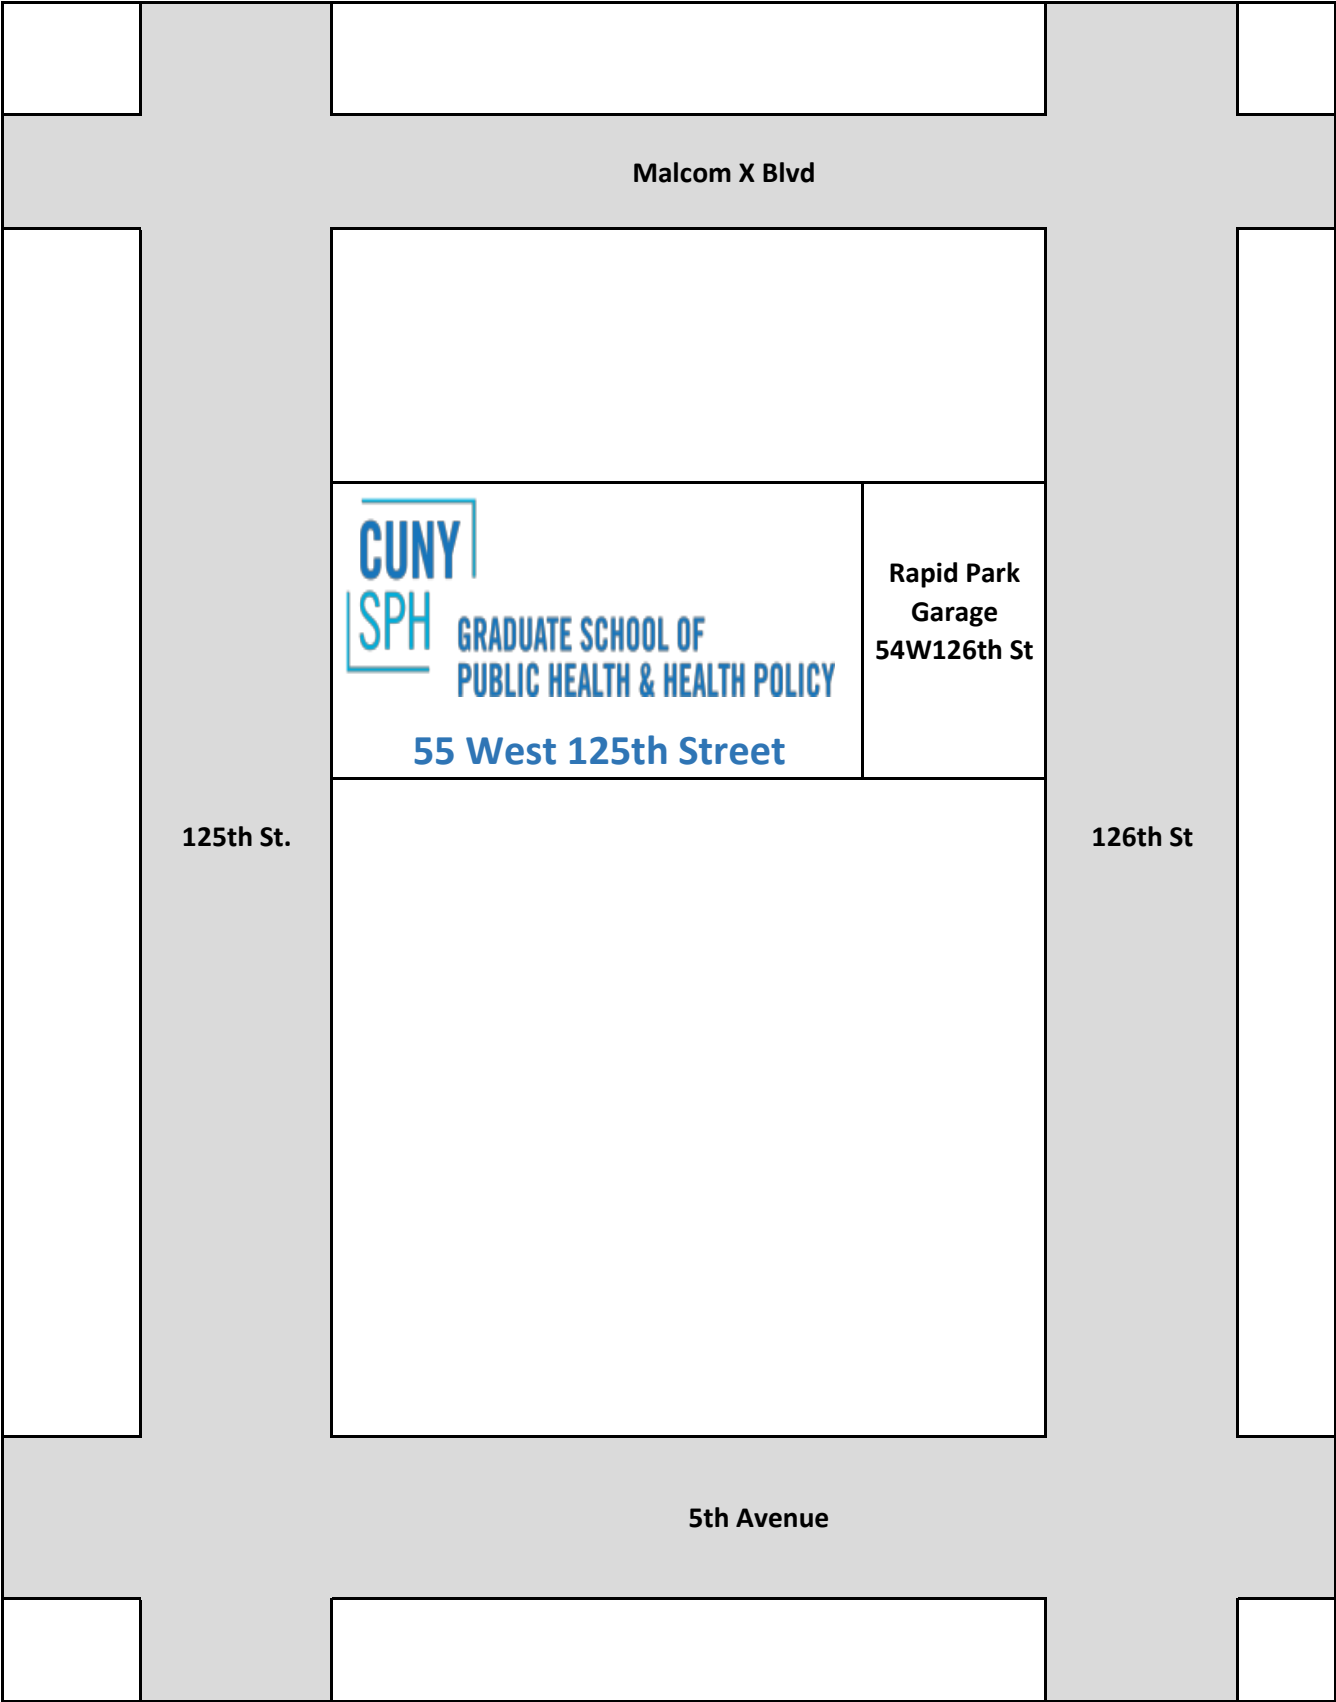 Malcom X Blvd
CUNY
SPH
GRADUATE SCHOOL OF
PUBLIC HEALTH & HEALTH POLICY
55 West 125th Street
Rapid Park
Garage
54W126th St
125th St.
126th St
5th Avenue